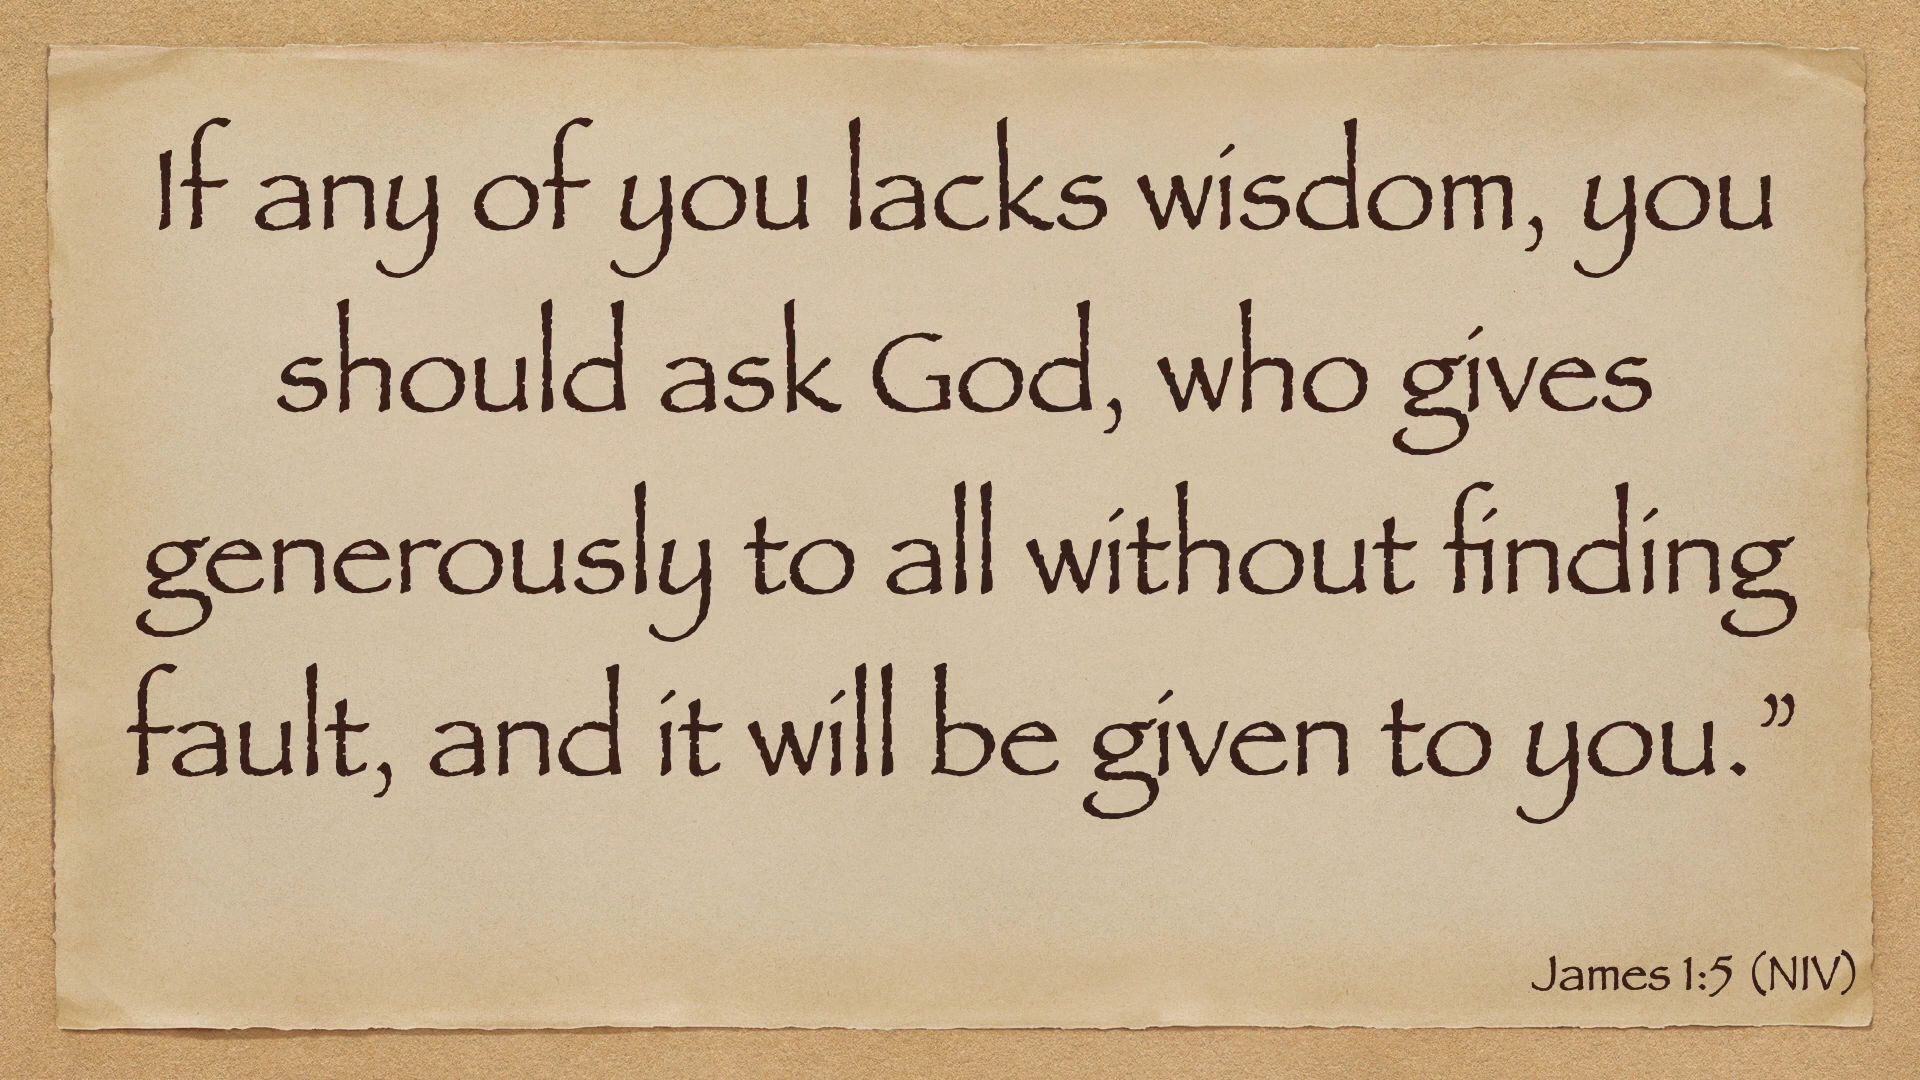 If any of you lacks wisdom, you
should ask God, who gives
generously to all without finding
fault, and it will be given to you.”
James 1:5 (NIV)